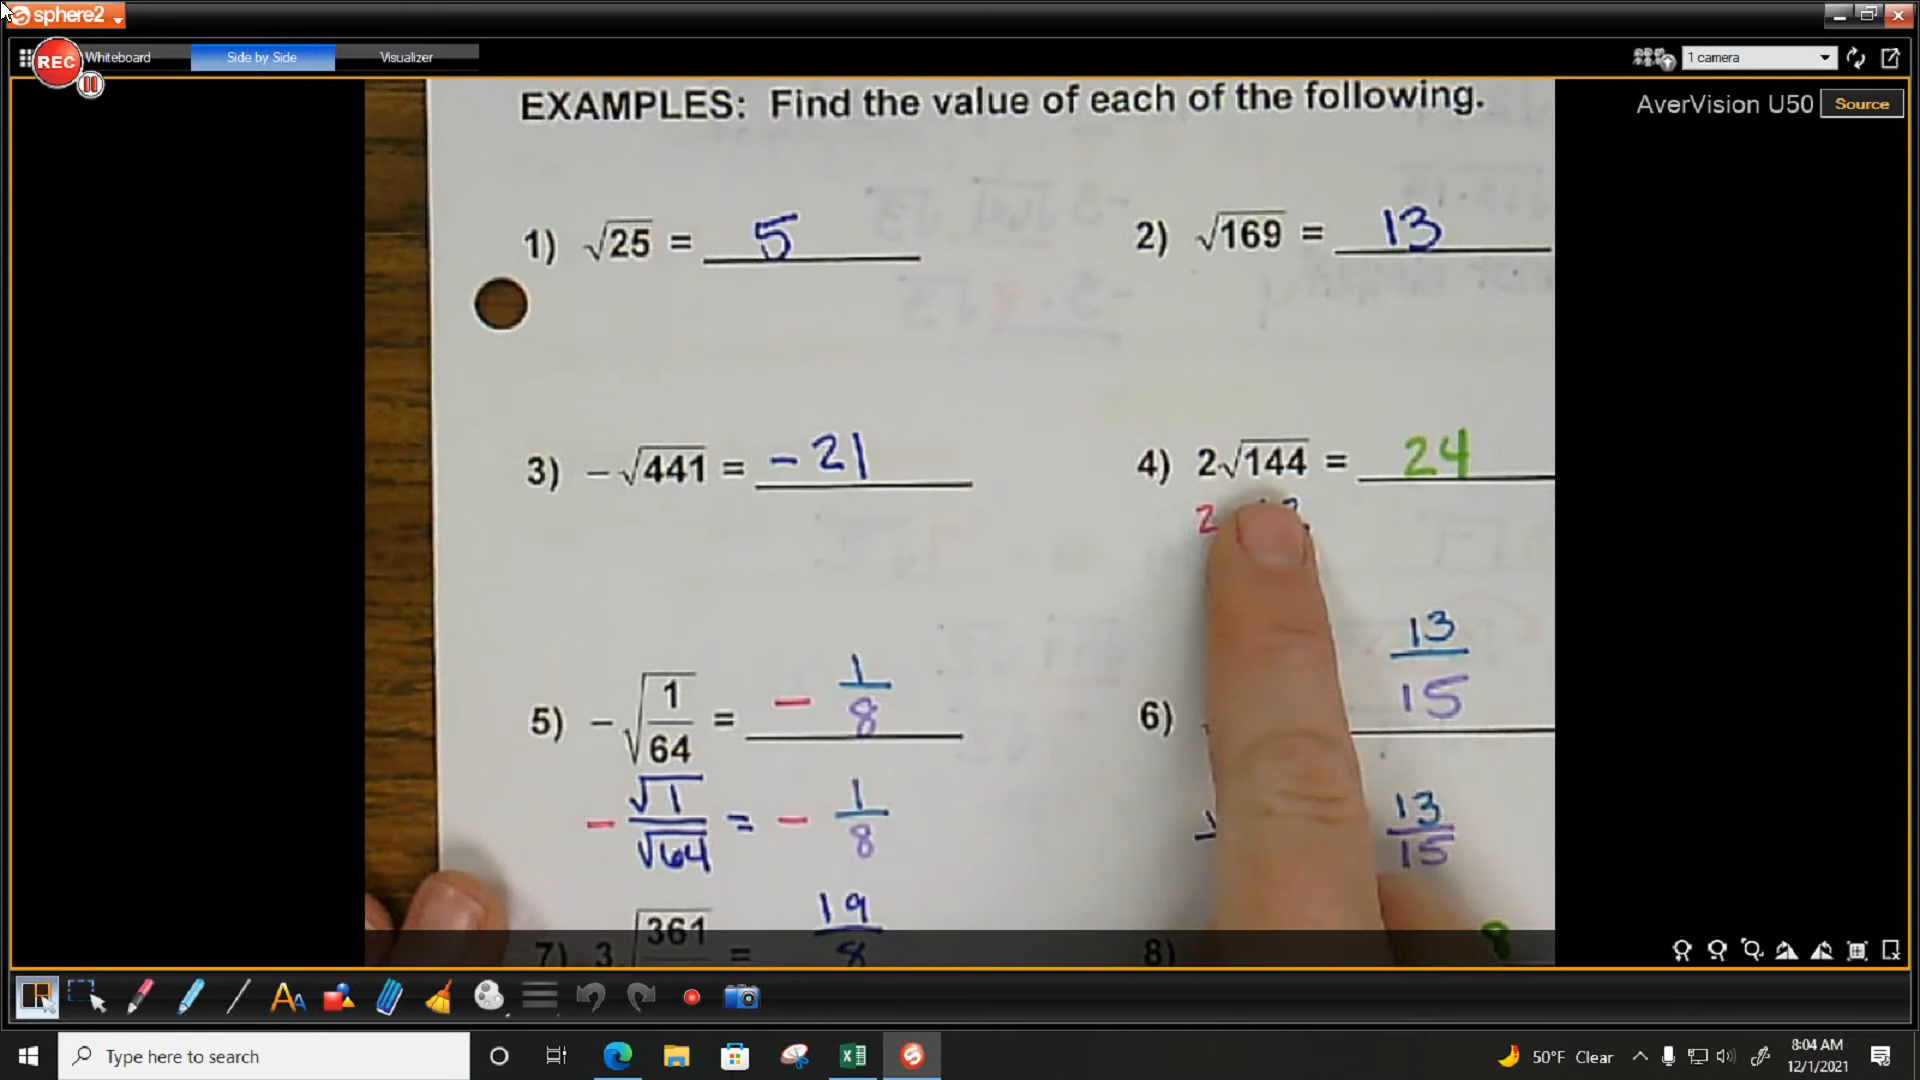 sphere2
REC Whiteboard Side by Side Visualizer 1 camera
AverVision U50 Source
EXAMPLES: Find the value of each of the following.
1) √25 = 5
2) √169 = 13
3) −√441 = −21
4) 2√144 = 24
2
5) −√(1/64) = − 1/8
6) 13/15
−√1/√64 = − 1/8
13/15
7) 3√361 = 19/8
8) 8
Type here to search
50°F Clear
8:04 AM
12/1/2021